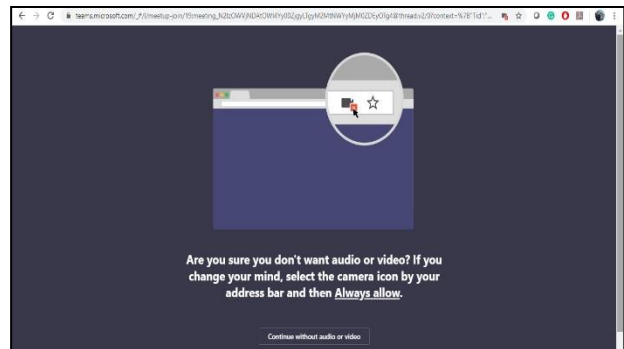 Are you sure you don't want audio or video? If you
change your mind, select the camera icon by your
address bar and then Always allow.
Continue without audio or video